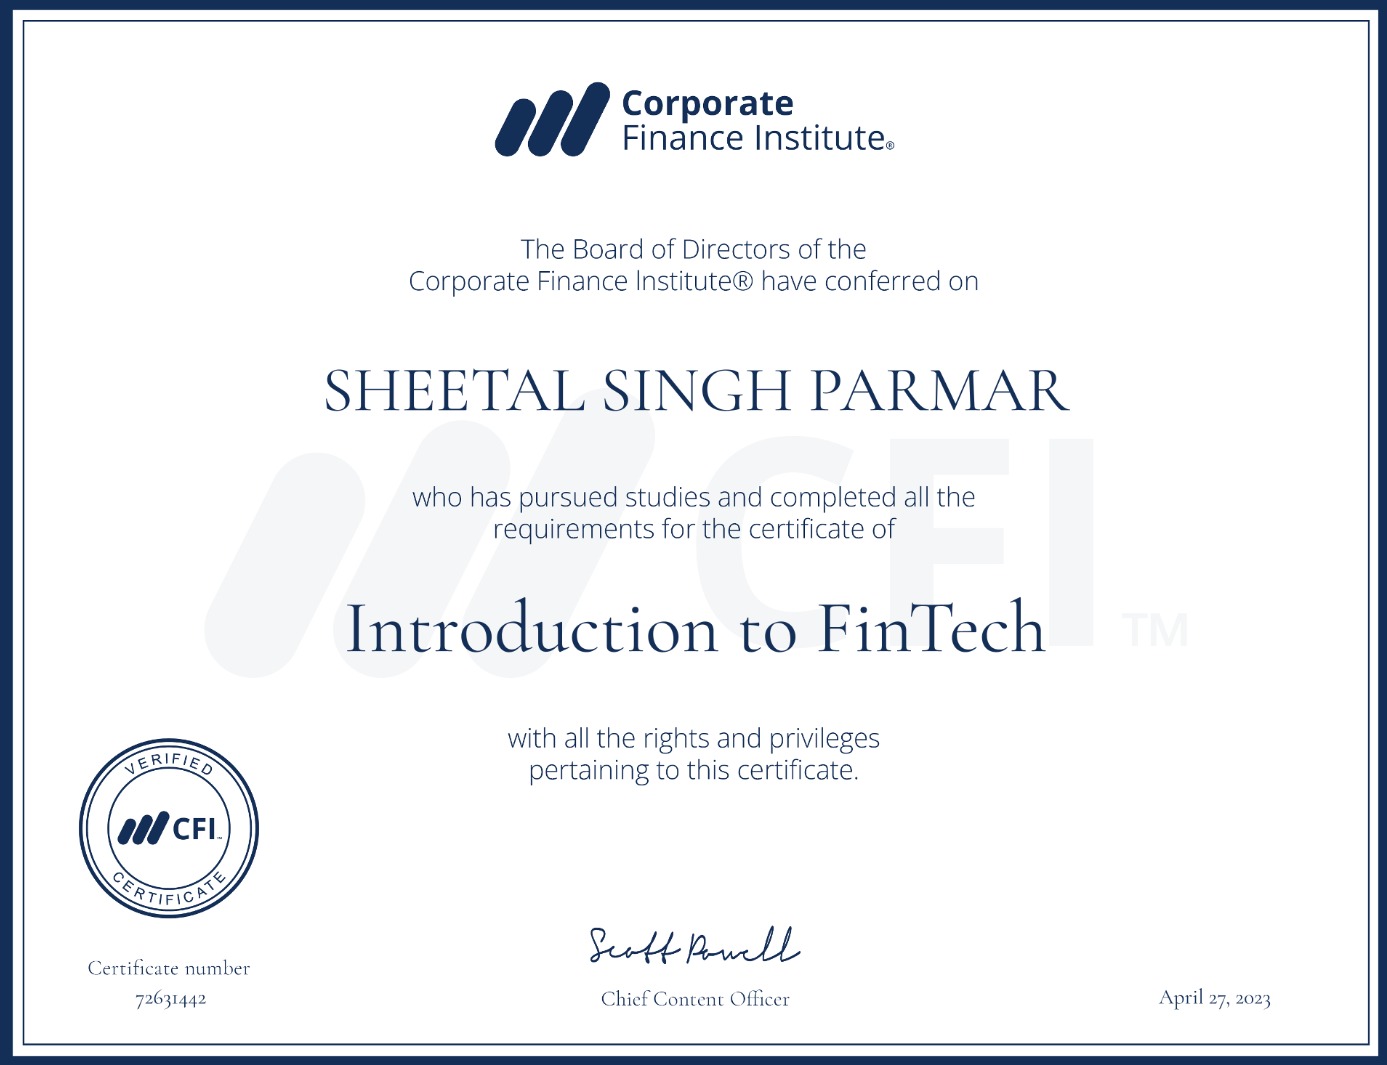 Corporate
Finance Institute®
The Board of Directors of the
Corporate Finance Institute® have conferred on
SHEETAL SINGH PARMAR
CFI™
who has pursued studies and completed all the
requirements for the certificate of
Introduction to FinTech
with all the rights and privileges
pertaining to this certificate.
VERIFIED
CFI™
CERTIFICATE
Scott Powell
Certificate number
72631442
Chief Content Officer
April 27, 2023